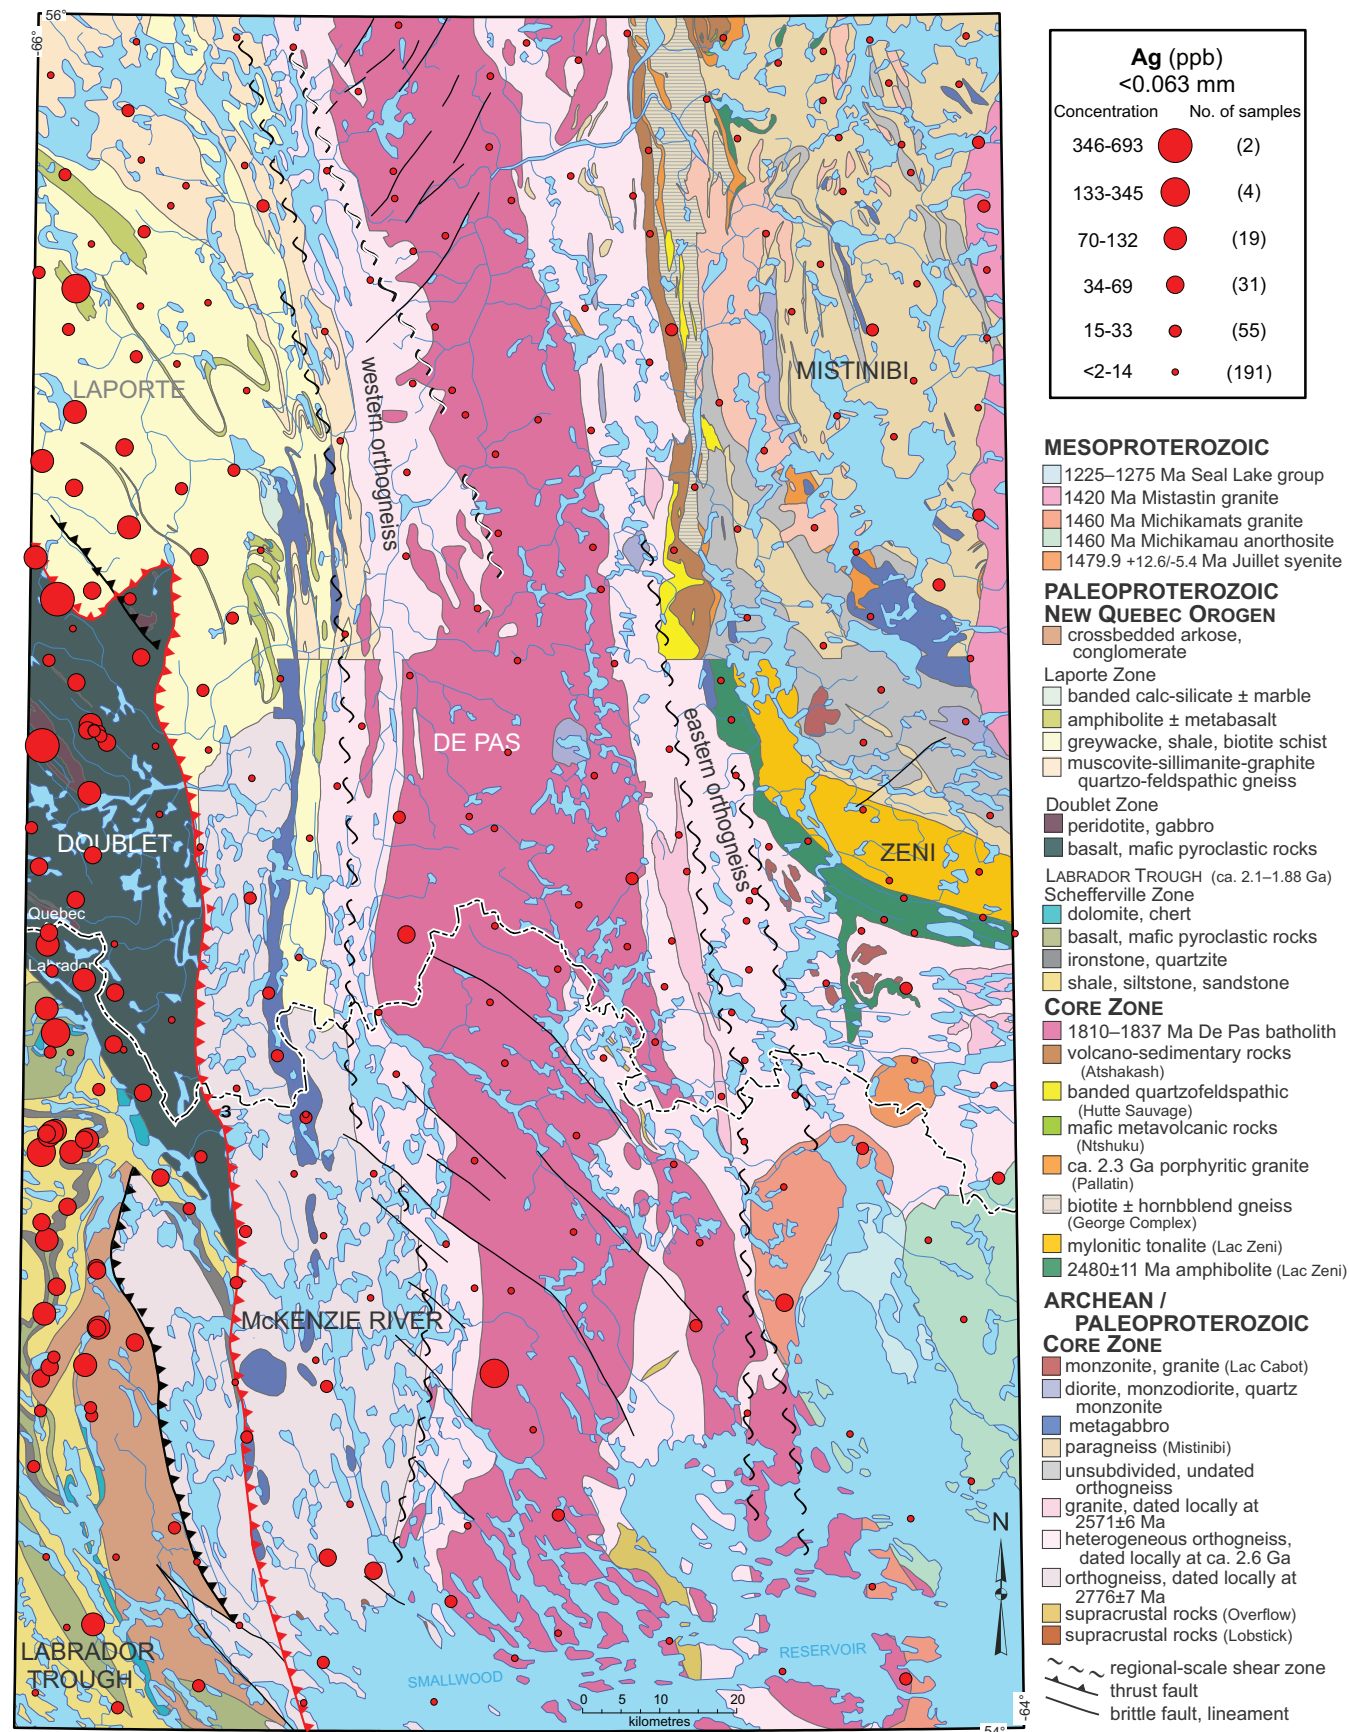 56°
-66°
LAPORTE
western orthogneiss
MISTINIBI
DE PAS
eastern orthogneiss
ZENI
DOUBLET
Quebec
Labrador
3
McKENZIE RIVER
LABRADOR
TROUGH
SMALLWOOD
RESERVOIR
0 5 10 20
kilometres
N
-64°
54°
Ag (ppb)
<0.063 mm
Concentration No. of samples
346-693 (2)
133-345 (4)
70-132 (19)
34-69 (31)
15-33 (55)
<2-14 (191)
MESOPROTEROZOIC
1225–1275 Ma Seal Lake group
1420 Ma Mistastin granite
1460 Ma Michikamats granite
1460 Ma Michikamau anorthosite
1479.9 +12.6/-5.4 Ma Juillet syenite
PALEOPROTEROZOIC
NEW QUEBEC OROGEN
crossbedded arkose,
conglomerate
Laporte Zone
banded calc-silicate ± marble
amphibolite ± metabasalt
greywacke, shale, biotite schist
muscovite-sillimanite-graphite
quartzo-feldspathic gneiss
Doublet Zone
peridotite, gabbro
basalt, mafic pyroclastic rocks
LABRADOR TROUGH (ca. 2.1–1.88 Ga)
Schefferville Zone
dolomite, chert
basalt, mafic pyroclastic rocks
ironstone, quartzite
shale, siltstone, sandstone
CORE ZONE
1810–1837 Ma De Pas batholith
volcano-sedimentary rocks
(Atshakash)
banded quartzofeldspathic
(Hutte Sauvage)
mafic metavolcanic rocks
(Ntshuku)
ca. 2.3 Ga porphyritic granite
(Pallatin)
biotite ± hornbblend gneiss
(George Complex)
mylonitic tonalite (Lac Zeni)
2480±11 Ma amphibolite (Lac Zeni)
ARCHEAN /
PALEOPROTEROZOIC
CORE ZONE
monzonite, granite (Lac Cabot)
diorite, monzodiorite, quartz
monzonite
metagabbro
paragneiss (Mistinibi)
unsubdivided, undated
orthogneiss
granite, dated locally at
2571±6 Ma
heterogeneous orthogneiss,
dated locally at ca. 2.6 Ga
orthogneiss, dated locally at
2776±7 Ma
supracrustal rocks (Overflow)
supracrustal rocks (Lobstick)
regional-scale shear zone
thrust fault
brittle fault, lineament